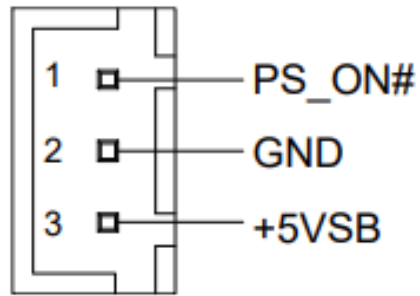 1 PS_ON#
2 GND
3 +5VSB